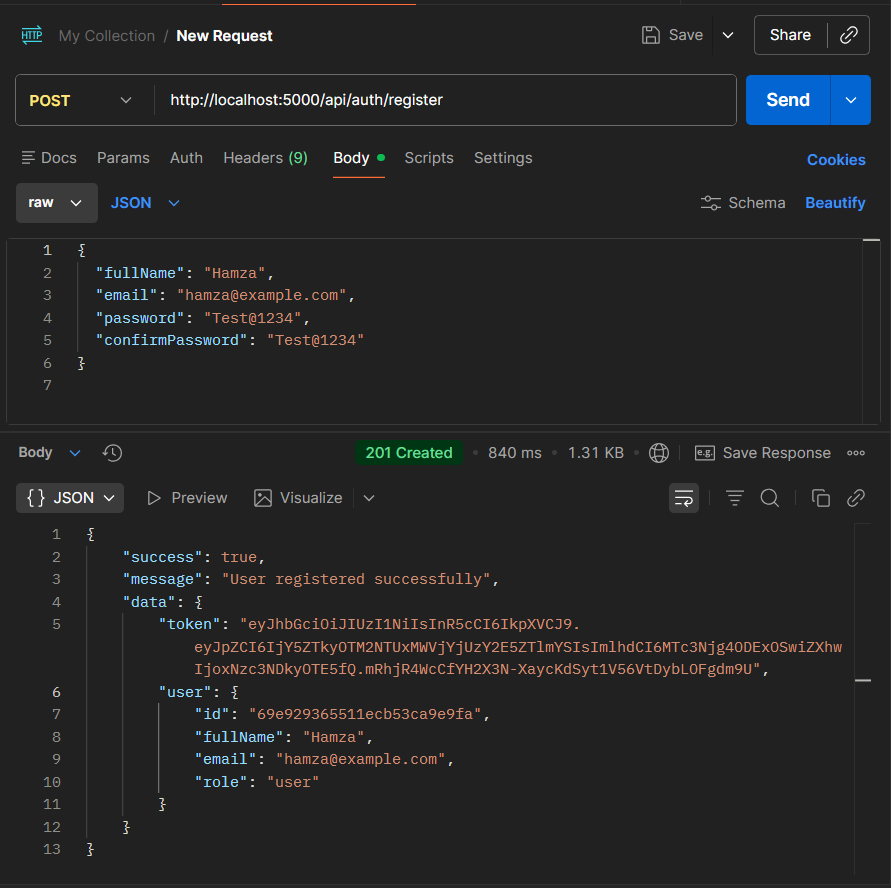 HTTP My Collection / New Request Save Share
POST http://localhost:5000/api/auth/register Send
Docs Params Auth Headers (9) Body Scripts Settings Cookies
raw JSON Schema Beautify
1 {
2 "fullName": "Hamza",
3 "email": "hamza@example.com",
4 "password": "Test@1234",
5 "confirmPassword": "Test@1234"
6 }
7
Body 201 Created • 840 ms • 1.31 KB • e.g. Save Response
{} JSON Preview Visualize
1 {
2 "success": true,
3 "message": "User registered successfully",
4 "data": {
5 "token": "eyJhbGciOiJIUzI1NiIsInR5cCI6IkpXVCJ9.
eyJpZCI6IjY5ZTkyOTM2NTUxMWVjYjUzY2E5ZTlmYSIsImlhdCI6MTc3Njg4ODExOSwiZXhw
IjoxNzc3NDkyOTE5fQ.mRhjR4WcCfYH2X3N-XaycKdSyt1V56VtDybLOFgdm9U",
6 "user": {
7 "id": "69e929365511ecb53ca9e9fa",
8 "fullName": "Hamza",
9 "email": "hamza@example.com",
10 "role": "user"
11 }
12 }
13 }